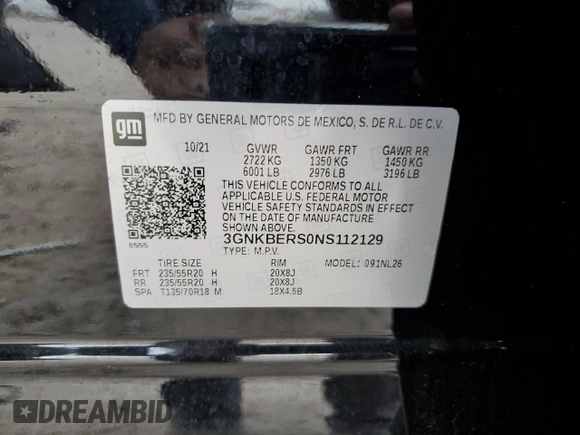 gm MFD BY GENERAL MOTORS DE MEXICO, S. DE R.L. DE C.V.
10/21 GVWR GAWR FRT GAWR RR
2722 KG 1350 KG 1450 KG
6001 LB 2976 LB 3196 LB
THIS VEHICLE CONFORMS TO ALL
APPLICABLE U.S. FEDERAL MOTOR
VEHICLE SAFETY STANDARDS IN EFFECT
ON THE DATE OF MANUFACTURE
SHOWN ABOVE.
8555 3GNKBERS0NS112129
TYPE: M.P.V.
TIRE SIZE RIM MODEL: 091NL26
FRT 235/55R20 H 20X8J
RR 235/55R20 H 20X8J
SPA T135/70R18 M 18X4.5B
DREAMBID